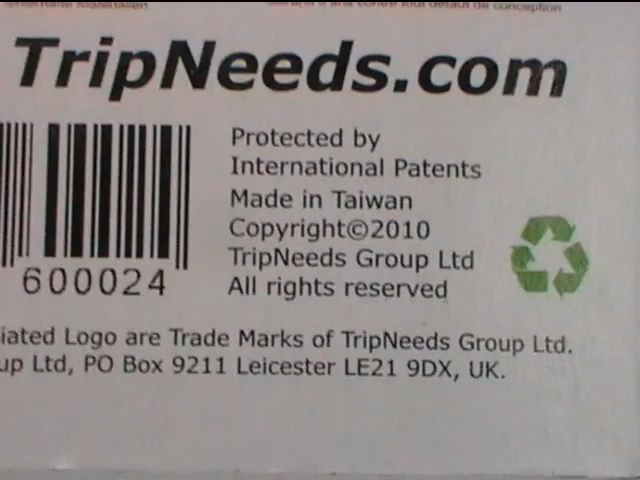 TripNeeds.com
600024
Protected by
International Patents
Made in Taiwan
Copyright©2010
TripNeeds Group Ltd
All rights reserved
iated Logo are Trade Marks of TripNeeds Group Ltd.
up Ltd, PO Box 9211 Leicester LE21 9DX, UK.